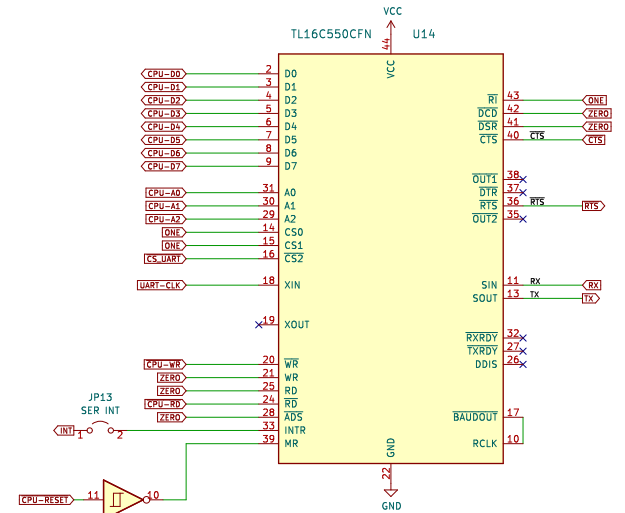 VCC
TL16C550CFN U14
44
VCC
CPU-D0 2 D0
CPU-D1 3 D1
CPU-D2 4 D2
CPU-D3 5 D3
CPU-D4 6 D4
CPU-D5 7 D5
CPU-D6 8 D6
CPU-D7 9 D7
RI 43 ONE
DCD 42 ZERO
DSR 41 ZERO
CTS 40 CTS CTS
CPU-A0 31 A0
CPU-A1 30 A1
CPU-A2 29 A2
ONE 14 CS0
ONE 15 CS1
CS_UART 16 CS2
OUT1 38
DTR 37
RTS 36 RTS RTS
OUT2 35
UART-CLK 18 XIN
SIN 11 RX RX
SOUT 13 TX TX
19 XOUT
RXRDY 32
TXRDY 27
DDIS 26
CPU-WR 20 WR
ZERO 21 WR
ZERO 25 RD
CPU-RD 24 RD
ZERO 28 ADS
JP13
SER INT
INT 1 2 33 INTR
39 MR
BAUDOUT 17
RCLK 10
GND
22
GND
CPU-RESET 11 10